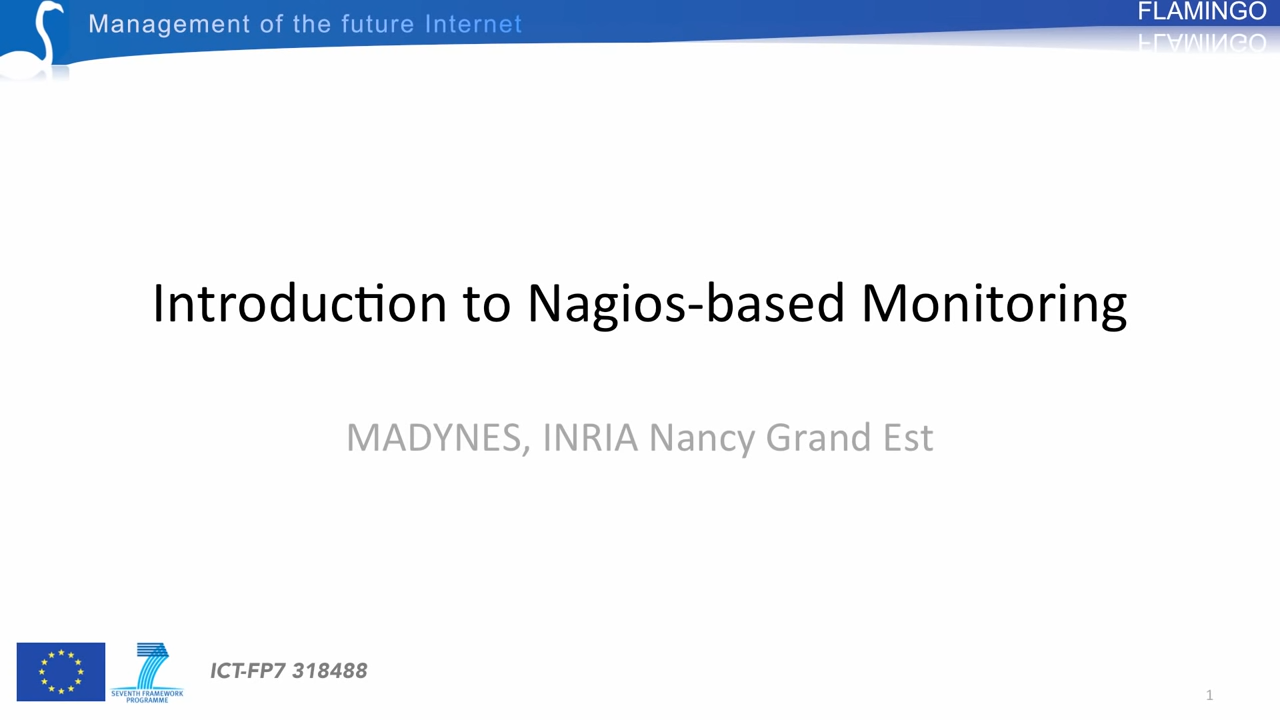 Management of the future Internet
FLAMINGO
FLAMINGO
Introduction to Nagios-based Monitoring
MADYNES, INRIA Nancy Grand Est
SEVENTH FRAMEWORK
PROGRAMME
ICT-FP7 318488
1